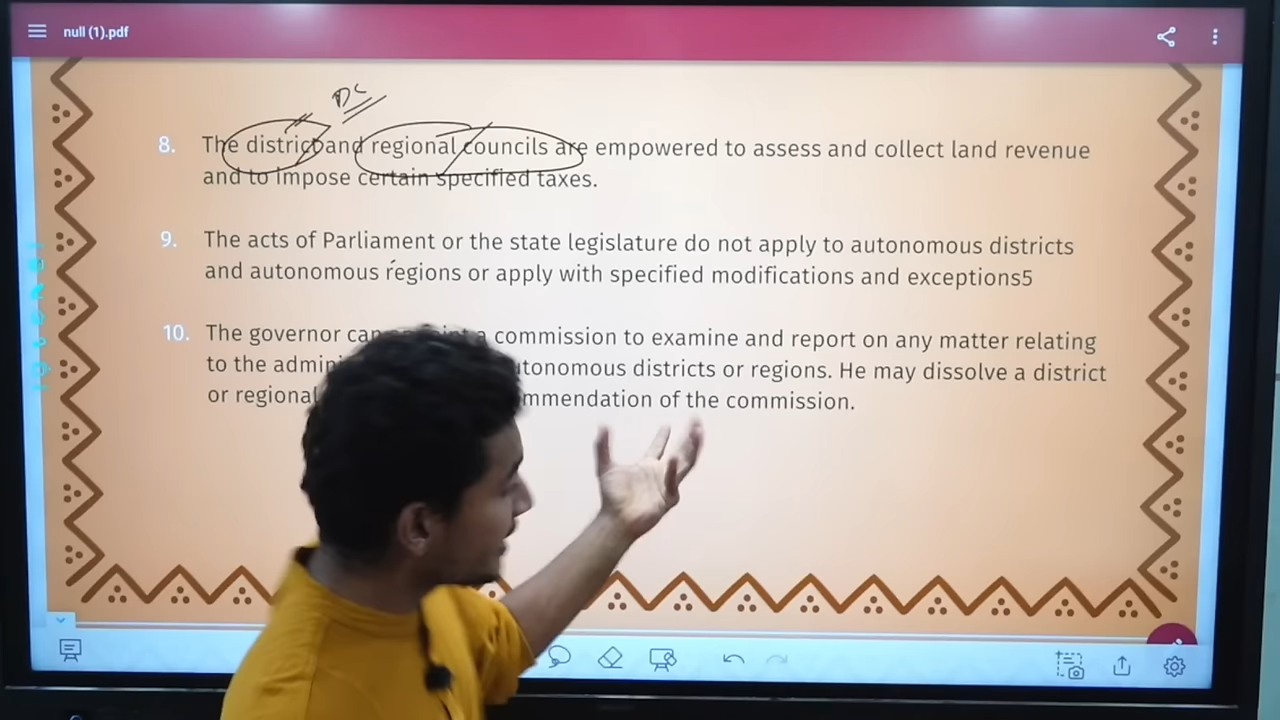 null (1).pdf
DC
8. The district and regional councils are empowered to assess and collect land revenue
and to impose certain specified taxes.
9. The acts of Parliament or the state legislature do not apply to autonomous districts
and autonomous regions or apply with specified modifications and exceptions5
10. The governor can a commission to examine and report on any matter relating
to the autonomous districts or regions. He may dissolve a district
or regional of the commission.